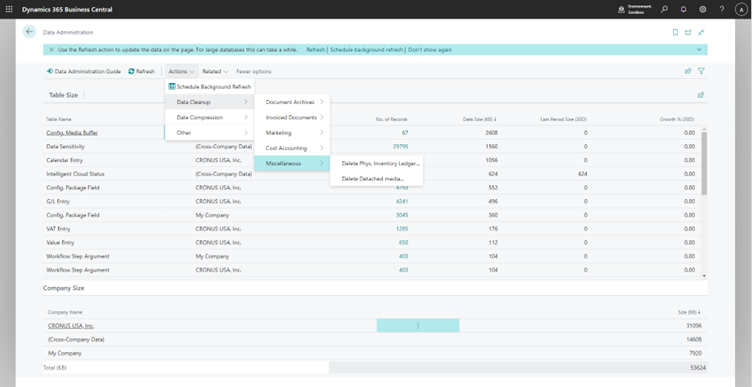 Dynamics 365 Business Central
Environment:
Sandbox
A
Data Administration
Use the Refresh action to update the data on the page. For large databases this can take a while. Refresh | Schedule background refresh | Don't show again
Data Administration Guide Refresh Actions Related Fewer options
Schedule Background Refresh
Data Cleanup
Date Compression
Other
Document Archives
Invoiced Documents
Marketing
Cost Accounting
Miscellaneous
Delete Phys. Inventory Ledger...
Delete Detached media...
Table Size
Table Name No. of Records Data Size (KB) ↓ Last Period Size (30D) Growth % (30D)
Config. Media Buffer 67 2608 0 0.00
Data Sensitivity (Cross-Company Data) 29795 1560 0 0.00
Calendar Entry CRONUS USA, Inc. 1056 0 0.00
Intelligent Cloud Status (Cross-Company Data) 624 624 0.00
Config. Package Field CRONUS USA, Inc. 4793 552 0 0.00
G/L Entry CRONUS USA, Inc. 4241 496 0 0.00
Config. Package Field My Company 3045 360 0 0.00
VAT Entry CRONUS USA, Inc. 1205 176 0 0.00
Value Entry CRONUS USA, Inc. 650 112 0 0.00
Workflow Step Argument My Company 403 104 0 0.00
Workflow Step Argument CRONUS USA, Inc. 403 104 0 0.00
Company Size
Company Name Size (KB) ↓
CRONUS USA, Inc. 31096
(Cross-Company Data) 14608
My Company 7920
Total (KB) 53624